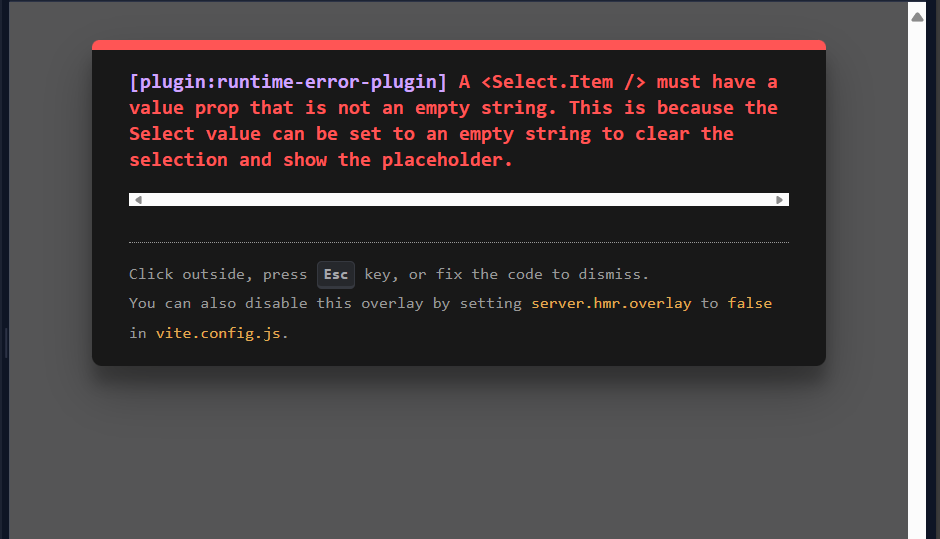 [plugin:runtime-error-plugin] A <Select.Item /> must have a
value prop that is not an empty string. This is because the
Select value can be set to an empty string to clear the
selection and show the placeholder.
Click outside, press Esc key, or fix the code to dismiss.
You can also disable this overlay by setting server.hmr.overlay to false
in vite.config.js.